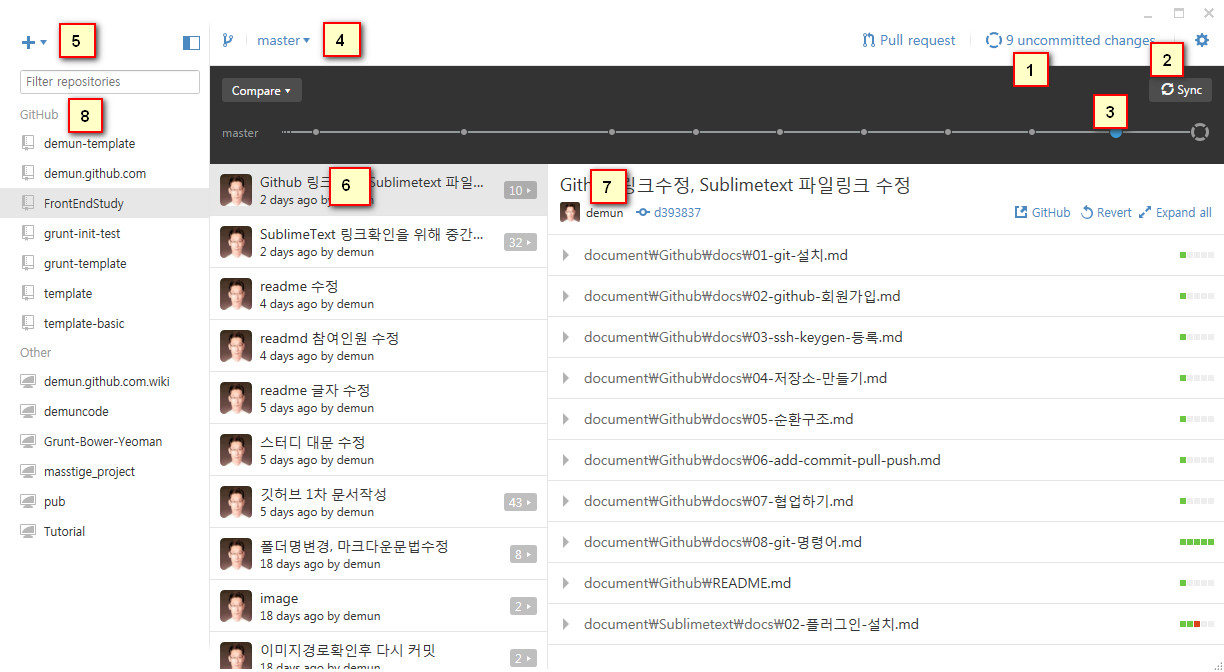 5
master
4
Pull request
9 uncommitted changes
1
2
Filter repositories
Compare
Sync
3
master
GitHub
8
demun-template
demun.github.com
FrontEndStudy
grunt-init-test
grunt-template
template
template-basic
Other
demun.github.com.wiki
demuncode
Grunt-Bower-Yeoman
masstige_project
pub
Tutorial
Github 링크 Sublimetext 파일...
2 days ago by demun
10
6
SublimeText 링크확인을 위해 중간...
2 days ago by demun
32
readme 수정
4 days ago by demun
readmd 참여인원 수정
4 days ago by demun
readme 글자 수정
5 days ago by demun
스터디 대문 수정
5 days ago by demun
깃허브 1차 문서작성
5 days ago by demun
43
폴더명변경, 마크다운문법수정
18 days ago by demun
8
image
18 days ago by demun
2
이미지경로확인후 다시 커밋
18 days ago by demun
2
Github 링크수정, Sublimetext 파일링크 수정
7
demun
d393837
GitHub
Revert
Expand all
document₩Github₩docs₩01-git-설치.md
document₩Github₩docs₩02-github-회원가입.md
document₩Github₩docs₩03-ssh-keygen-등록.md
document₩Github₩docs₩04-저장소-만들기.md
document₩Github₩docs₩05-순환구조.md
document₩Github₩docs₩06-add-commit-pull-push.md
document₩Github₩docs₩07-협업하기.md
document₩Github₩docs₩08-git-명령어.md
document₩Github₩README.md
document₩Sublimetext₩docs₩02-플러그인-설치.md